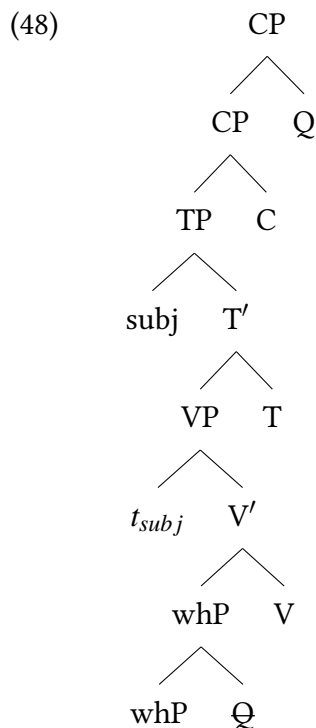 (48) CP
CP Q
TP C
subj T′
VP T
t_subj V′
whP V
whP Q̶